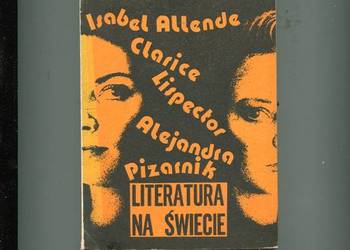 Isabel Allende
Clarice
Lispector
Alejandra
Pizarnik
LITERATURA
NA ŚWIECIE